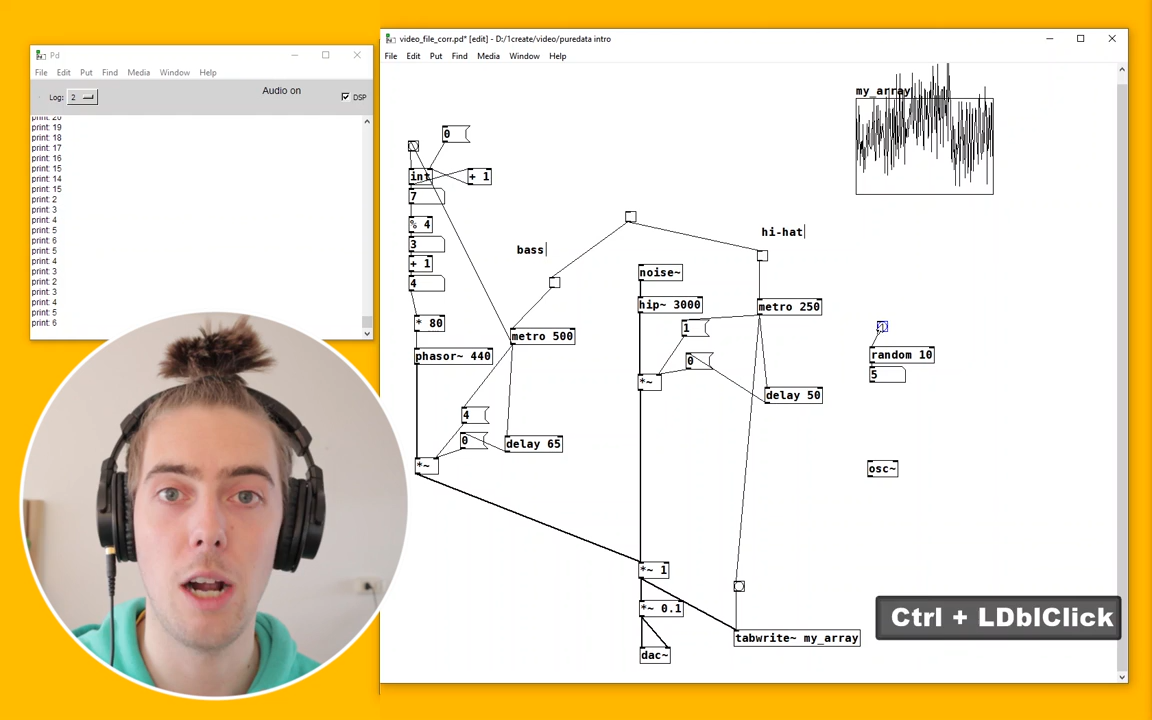 Pd
File Edit Put Find Media Window Help
Log: 2
Audio on
DSP
print: 20
print: 19
print: 18
print: 17
print: 16
print: 15
print: 14
print: 15
print: 2
print: 3
print: 4
print: 5
print: 6
print: 5
print: 4
print: 3
print: 2
print: 3
print: 4
print: 5
print: 6
video_file_corr.pd* [edit] - D:/1create/video/puredata intro
File Edit Put Find Media Window Help
my_array
0
int
+ 1
7
% 4
3
+ 1
4
* 80
phasor~ 440
bass
metro 500
4
0
delay 65
*~
noise~
hip~ 3000
1
0
*~
hi-hat
metro 250
delay 50
random 10
5
osc~
*~ 1
*~ 0.1
dac~
tabwrite~ my_array
Ctrl + LDblClick